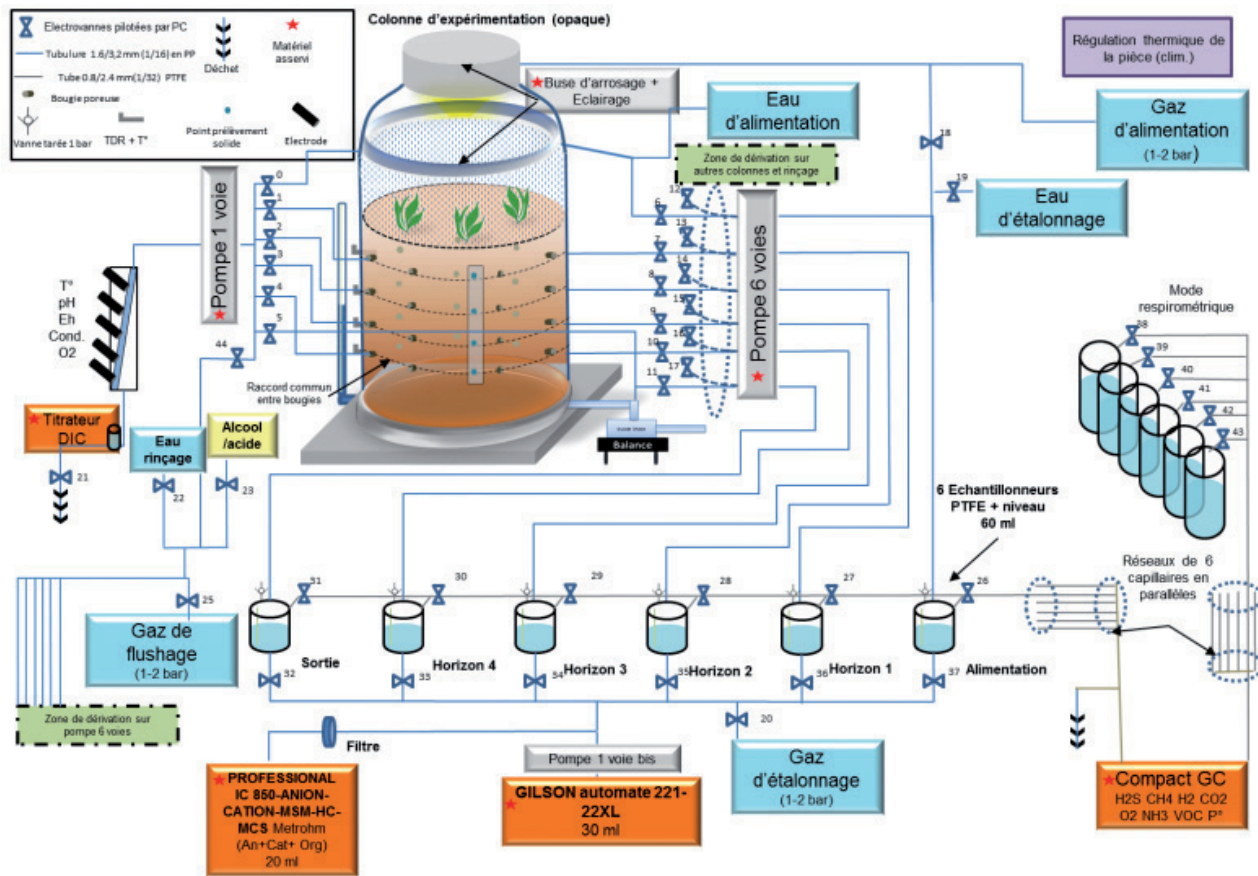 Colonne d'expérimentation (opaque)
Electrovannes pilotées par PC
Tubulure 1.6/3,2 mm (1/16) en PP
Tube 0.8/2.4 mm(1/32) PTFE
Bougie poreuse
Vanne tarée 1 bar
TDR + T°
Déchet
Point prélèvement
solide
Matériel
asservi
Electrode
Régulation thermique de
la pièce (clim.)
Buse d'arrosage +
Eclairage
Eau
d'alimentation
Gaz
d'alimentation
(1-2 bar)
18
Zone de dérivation sur
autres colonnes et rinçage
19
Eau
d'étalonnage
Pompe 1 voie
0
1
2
3
4
5
44
12
6
13
7
14
8
15
9
16
10
17
11
Pompe 6 voies
T°
pH
Eh
Cond.
O2
Raccord commun
entre bougies
Balance
Mode
respirométrique
38
39
40
41
42
43
Titrateur
DIC
Eau
rinçage
Alcool
/acide
21
22
23
6 Echantillonneurs
PTFE + niveau
60 ml
Réseaux de 6
capillaires en
parallèles
25
Gaz de
flushage
(1-2 bar)
31
30
29
28
27
26
Sortie
Horizon 4
Horizon 3
Horizon 2
Horizon 1
Alimentation
32
33
34
35
36
37
Zone de dérivation sur
pompe 6 voies
Filtre
20
Pompe 1 voie bis
Gaz
d'étalonnage
(1-2 bar)
PROFESSIONAL
IC 850-ANION-
CATION-MSM-HC-
MCS Metrohm
(An+Cat+ Org)
20 ml
GILSON automate 221-
22XL
30 ml
Compact GC
H2S CH4 H2 CO2
O2 NH3 VOC P°